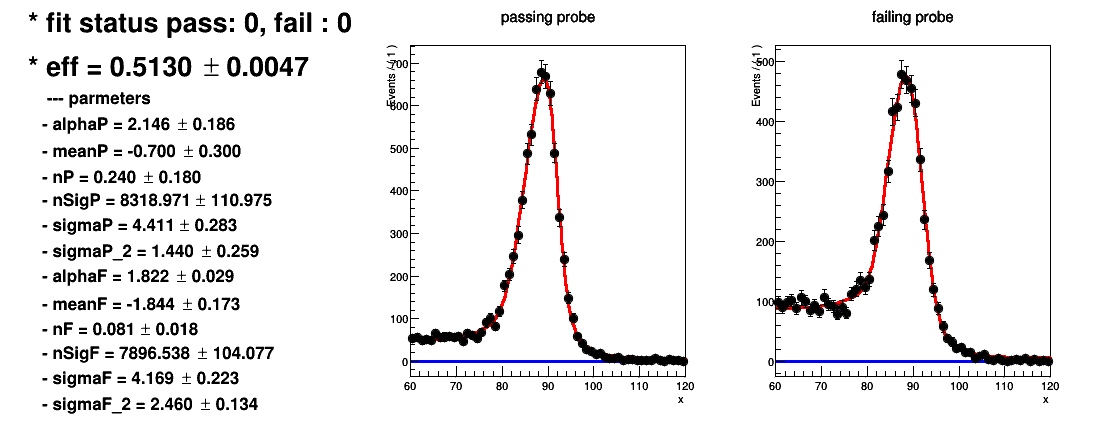 * fit status pass: 0, fail : 0
* eff = 0.5130 ± 0.0047
--- parmeters
- alphaP = 2.146 ± 0.186
- meanP = -0.700 ± 0.300
- nP = 0.240 ± 0.180
- nSigP = 8318.971 ± 110.975
- sigmaP = 4.411 ± 0.283
- sigmaP_2 = 1.440 ± 0.259
- alphaF = 1.822 ± 0.029
- meanF = -1.844 ± 0.173
- nF = 0.081 ± 0.018
- nSigF = 7896.538 ± 104.077
- sigmaF = 4.169 ± 0.223
- sigmaF_2 = 2.460 ± 0.134
passing probe
Events / ( 1 )
700
600
500
400
300
200
100
0
60 70 80 90 100 110 120
x
failing probe
Events / ( 1 )
500
400
300
200
100
0
60 70 80 90 100 110 120
x